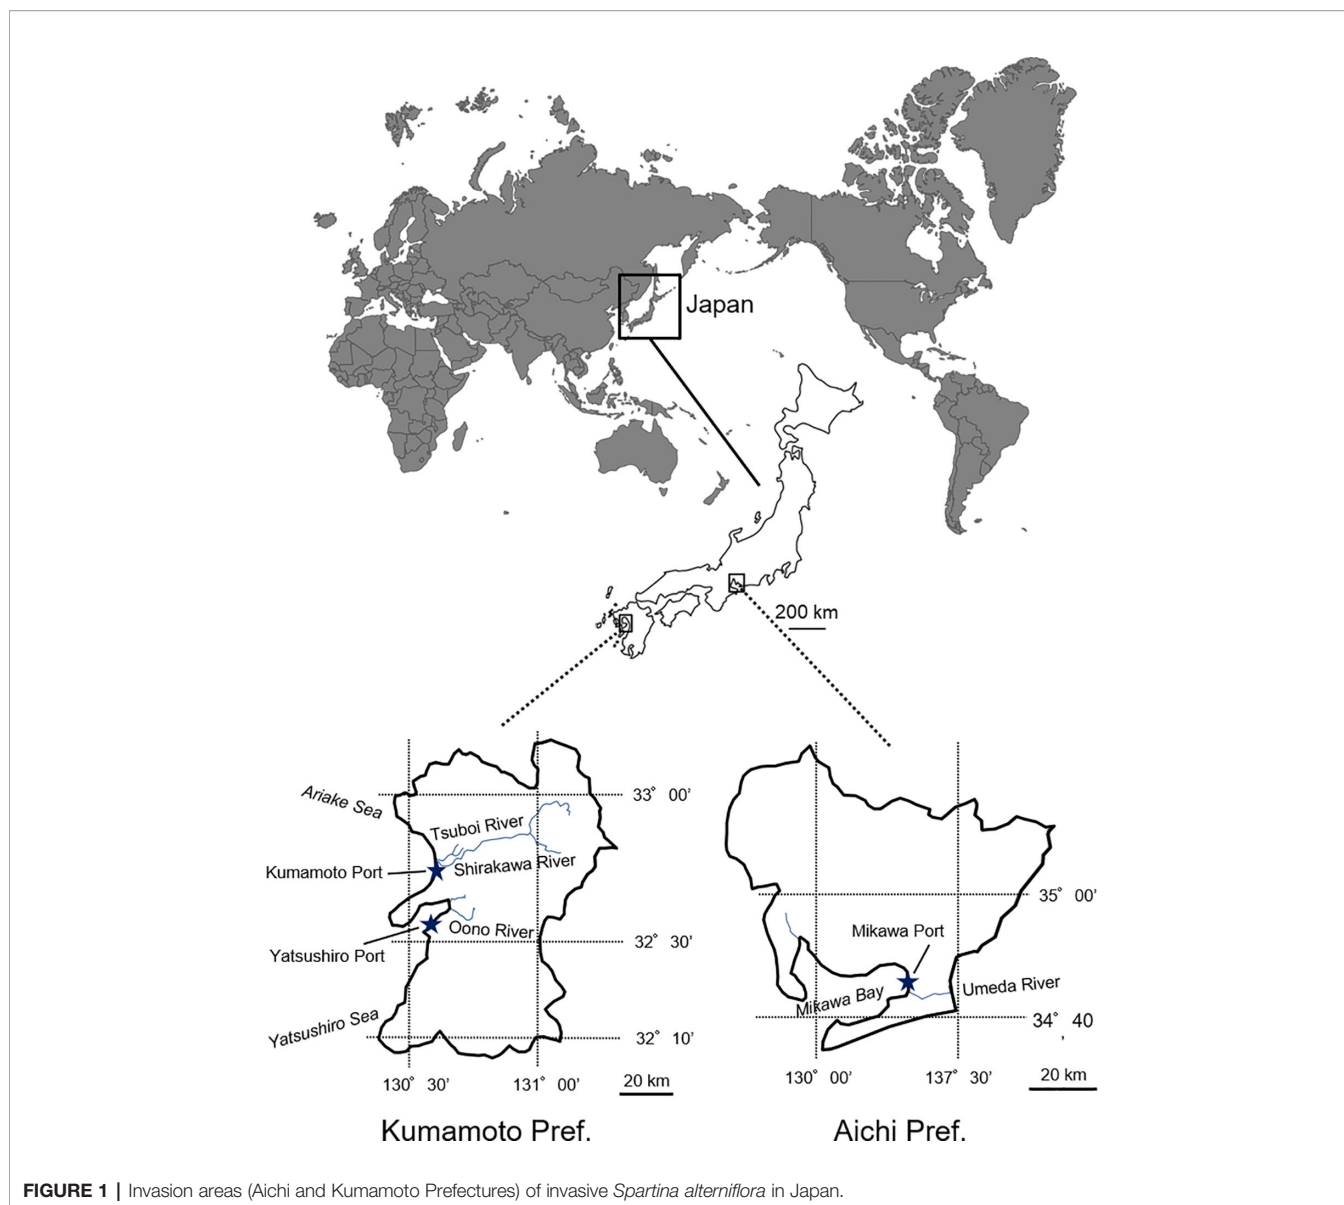 Japan
200 km
Ariake Sea
33° 00’
Tsuboi River
Kumamoto Port
Shirakawa River
Oono River
32° 30’
Yatsushiro Port
Yatsushiro Sea
32° 10’
130° 30’
131° 00’
20 km
Kumamoto Pref.
35° 00’
Mikawa Port
Mikawa Bay
Umeda River
34° 40
’
130° 00’
137° 30’
20 km
Aichi Pref.
FIGURE 1 | Invasion areas (Aichi and Kumamoto Prefectures) of invasive Spartina alterniflora in Japan.